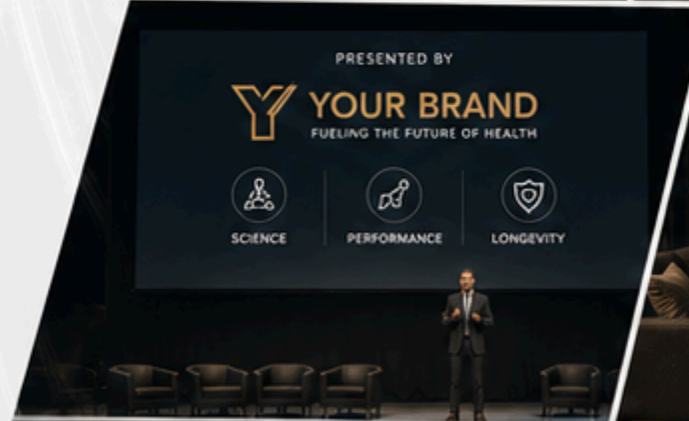 PRESENTED BY
YOUR BRAND
FUELING THE FUTURE OF HEALTH
SCIENCE
PERFORMANCE
LONGEVITY